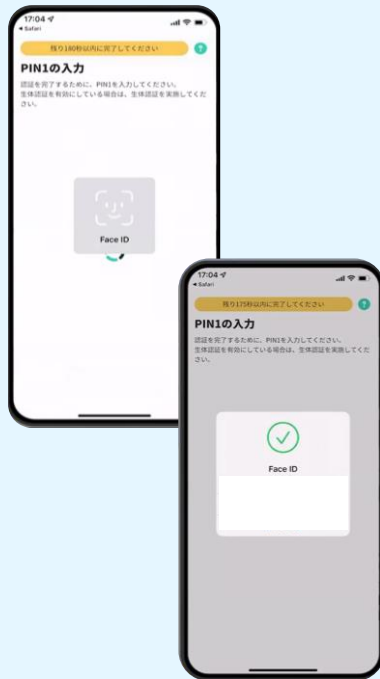 17:04
◀ Safari
残り180秒以内に完了してください
?
PIN1の入力
認証を完了するために、PIN1を入力してください。
生体認証を有効にしている場合は、生体認証を実施してくだ
さい。
Face ID
17:04
◀ Safari
残り175秒以内に完了してください
?
PIN1の入力
認証を完了するために、PIN1を入力してください。
生体認証を有効にしている場合は、生体認証を実施してくだ
さい。
Face ID